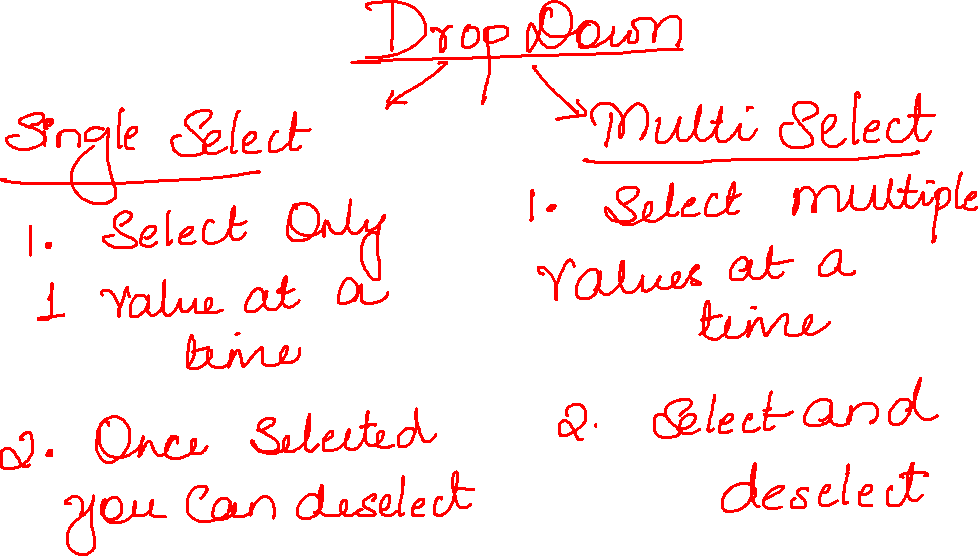 Drop Down
Single Select
1. Select Only
1 value at a
time
2. Once Selected
you Can deselect
Multi Select
1. Select multiple
Values at a
time
2. Select and
deselect